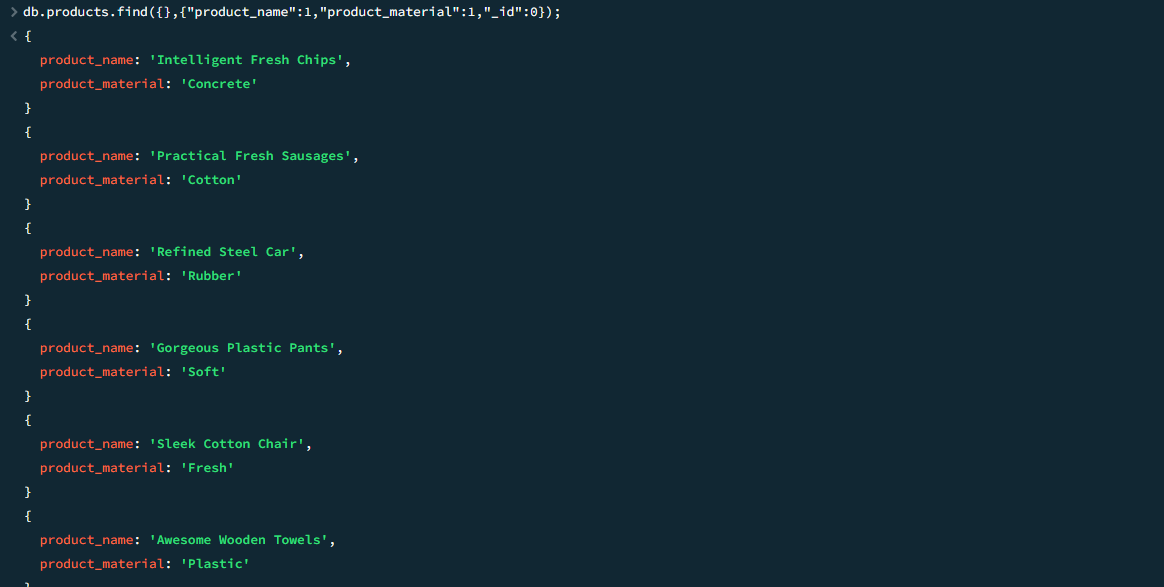 > db.products.find({},{"product_name":1,"product_material":1,"_id":0});
< {
product_name: 'Intelligent Fresh Chips',
product_material: 'Concrete'
}
{
product_name: 'Practical Fresh Sausages',
product_material: 'Cotton'
}
{
product_name: 'Refined Steel Car',
product_material: 'Rubber'
}
{
product_name: 'Gorgeous Plastic Pants',
product_material: 'Soft'
}
{
product_name: 'Sleek Cotton Chair',
product_material: 'Fresh'
}
{
product_name: 'Awesome Wooden Towels',
product_material: 'Plastic'
}